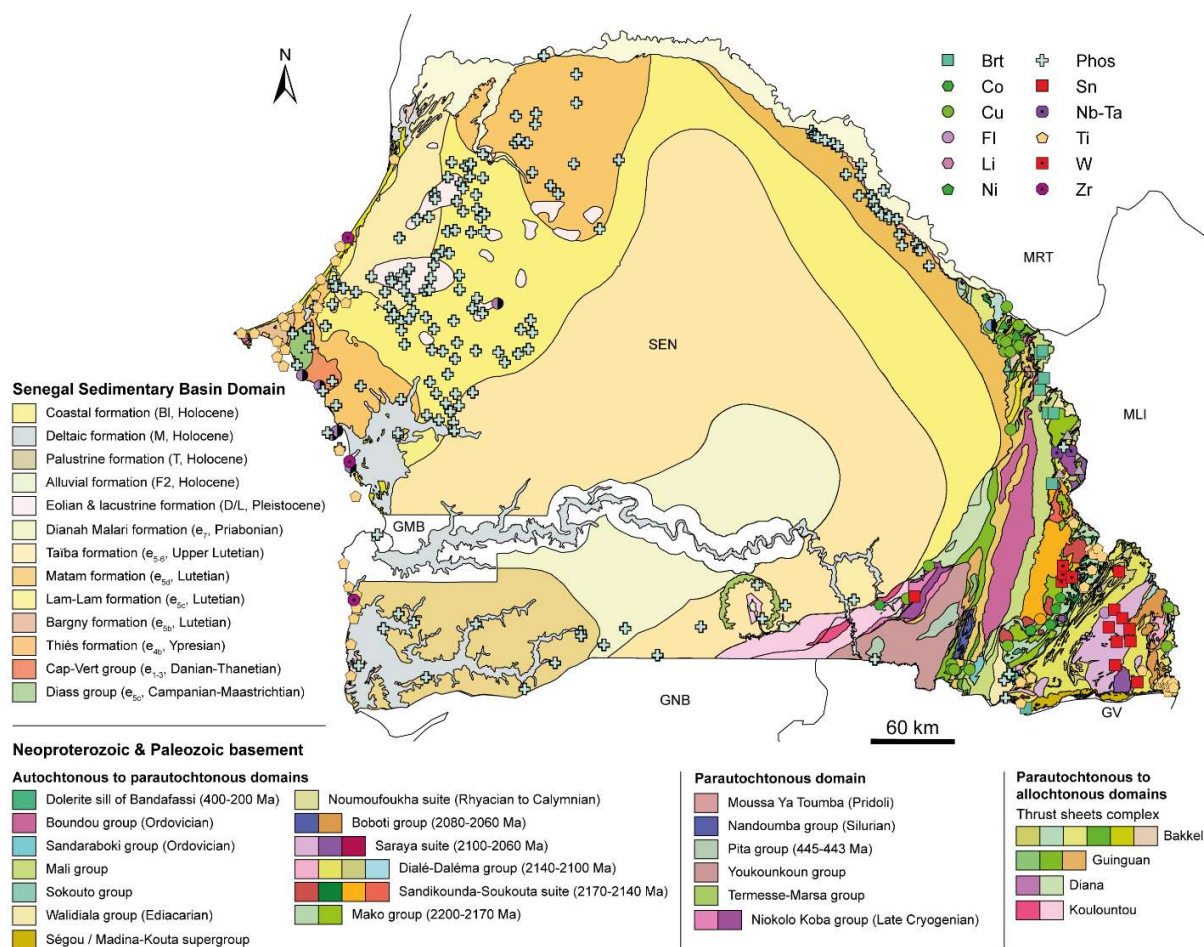 N
Brt
Co
Cu
Fl
Li
Ni
Phos
Sn
Nb-Ta
Ti
W
Zr
MRT
SEN
MLI
GMB
GNB
GV
60 km
Senegal Sedimentary Basin Domain
Coastal formation (Bl, Holocene)
Deltaic formation (M, Holocene)
Palustrine formation (T, Holocene)
Alluvial formation (F2, Holocene)
Eolian & lacustrine formation (D/L, Pleistocene)
Dianah Malari formation (e7, Priabonian)
Taïba formation (e5-6, Upper Lutetian)
Matam formation (e5d, Lutetian)
Lam-Lam formation (e5c, Lutetian)
Bargny formation (e5b, Lutetian)
Thiès formation (e4b, Ypresian)
Cap-Vert group (e1-3, Danian-Thanetian)
Diass group (e5c, Campanian-Maastrichtian)
Neoproterozoic & Paleozoic basement
Autochtonous to parautochtonous domains
Dolerite sill of Bandafassi (400-200 Ma)
Boundou group (Ordovician)
Sandaraboki group (Ordovician)
Mali group
Sokouto group
Walidiala group (Ediacarian)
Ségou / Madina-Kouta supergroup
Noumoufoukha suite (Rhyacian to Calymnian)
Boboti group (2080-2060 Ma)
Saraya suite (2100-2060 Ma)
Dialé-Daléma group (2140-2100 Ma)
Sandikounda-Soukouta suite (2170-2140 Ma)
Mako group (2200-2170 Ma)
Parautochtonous domain
Moussa Ya Toumba (Pridoli)
Nandoumba group (Silurian)
Pita group (445-443 Ma)
Youkounkoun group
Termesse-Marsa group
Niokolo Koba group (Late Cryogenian)
Parautochtonous to
allochtonous domains
Thrust sheets complex
Bakkel
Guinguan
Diana
Koulountou